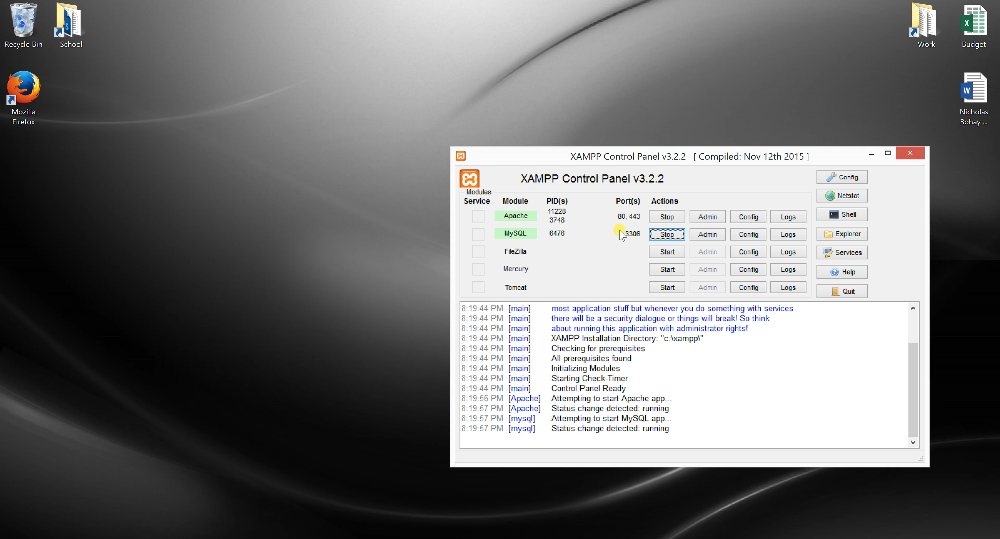 Recycle Bin
School
Work
Budget
Mozilla
Firefox
Nicholas
Bohay ...
XAMPP Control Panel v3.2.2 [ Compiled: Nov 12th 2015 ]
XAMPP Control Panel v3.2.2
Config
Modules
Netstat
Service Module PID(s) Port(s) Actions
Apache 11228 3748 80, 443 Stop Admin Config Logs
Shell
MySQL 6476 3306 Stop Admin Config Logs
Explorer
FileZilla Start Admin Config Logs
Services
Mercury Start Admin Config Logs
Help
Tomcat Start Admin Config Logs
Quit
8:19:44 PM [main] most application stuff but whenever you do something with services
8:19:44 PM [main] there will be a security dialogue or things will break! So think
8:19:44 PM [main] about running this application with administrator rights!
8:19:44 PM [main] XAMPP Installation Directory: "c:\xampp\"
8:19:44 PM [main] Checking for prerequisites
8:19:44 PM [main] All prerequisites found
8:19:44 PM [main] Initializing Modules
8:19:44 PM [main] Starting Check-Timer
8:19:44 PM [main] Control Panel Ready
8:19:56 PM [Apache] Attempting to start Apache app...
8:19:57 PM [Apache] Status change detected: running
8:19:57 PM [mysql] Attempting to start MySQL app...
8:19:57 PM [mysql] Status change detected: running